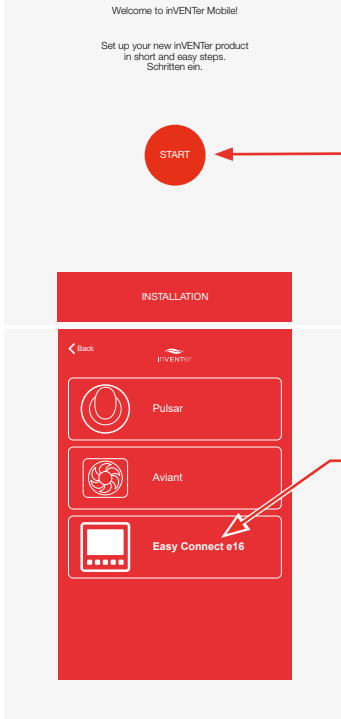 Welcome to inVENTer Mobile!
Set up your new inVENTer product
in short and easy steps.
Schritten ein.
START
INSTALLATION
Back
inVENTer
Pulsar
Aviant
Easy Connect e16